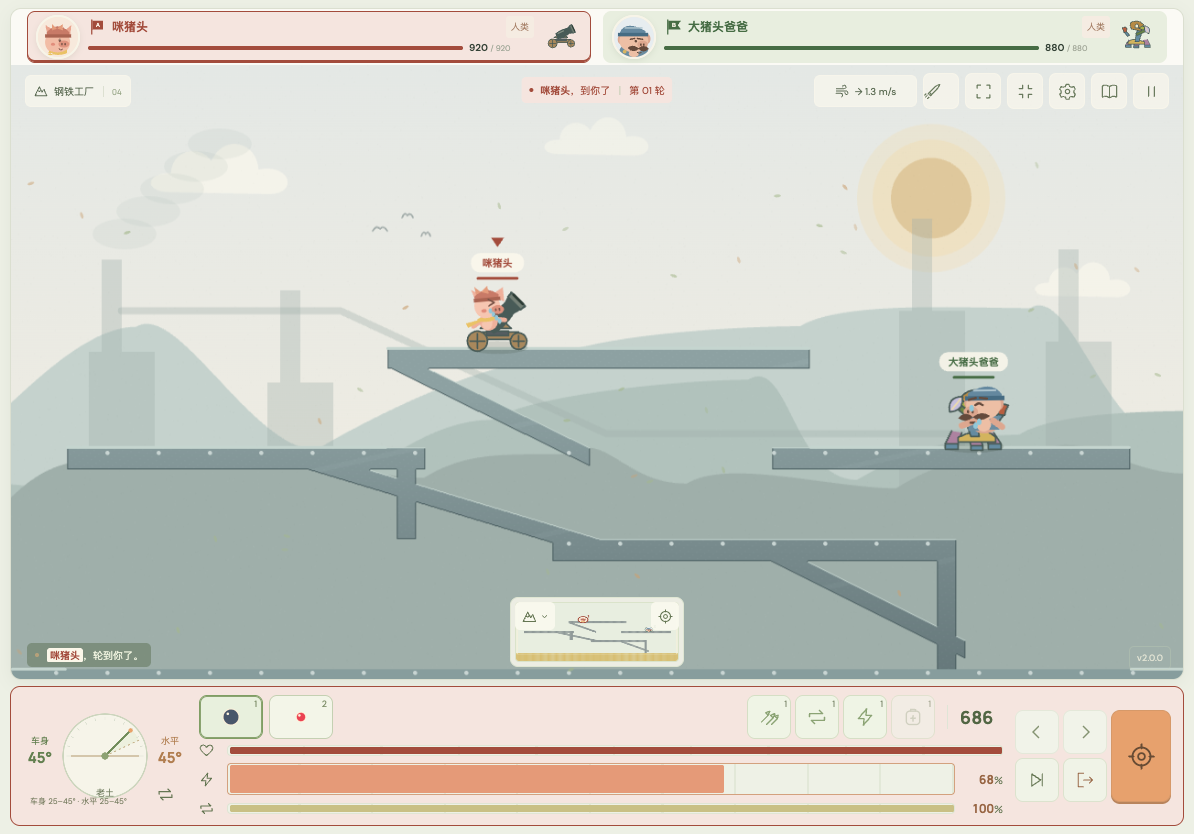 咪猪头
人类
920 / 920
大猪头爸爸
人类
880 / 880
钢铁工厂 04
咪猪头，到你了 第 01 轮
→ 1.3 m/s
咪猪头
大猪头爸爸
咪猪头，轮到你了。
v2.0.0
车身
45°
水平
45°
老土
车身 25–45° · 水平 25–45°
1
2
1
1
1
1
686
68%
100%